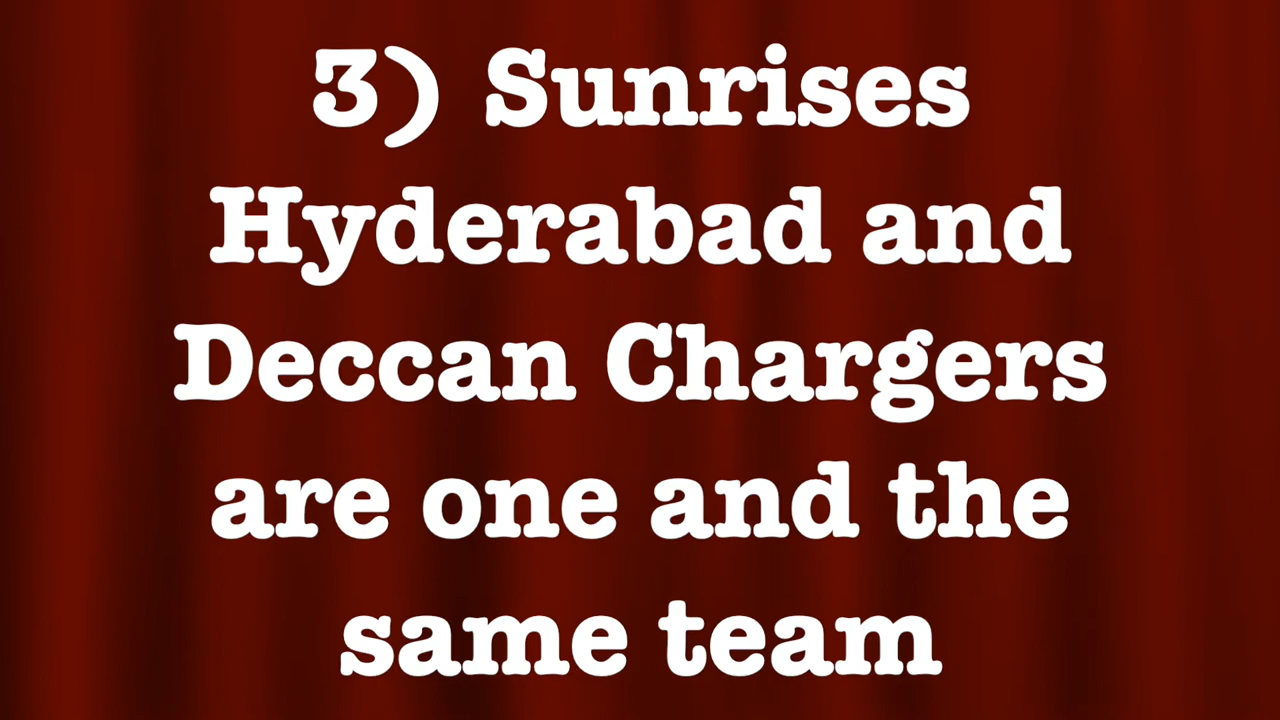 3) Sunrises
Hyderabad and
Deccan Chargers
are one and the
same team